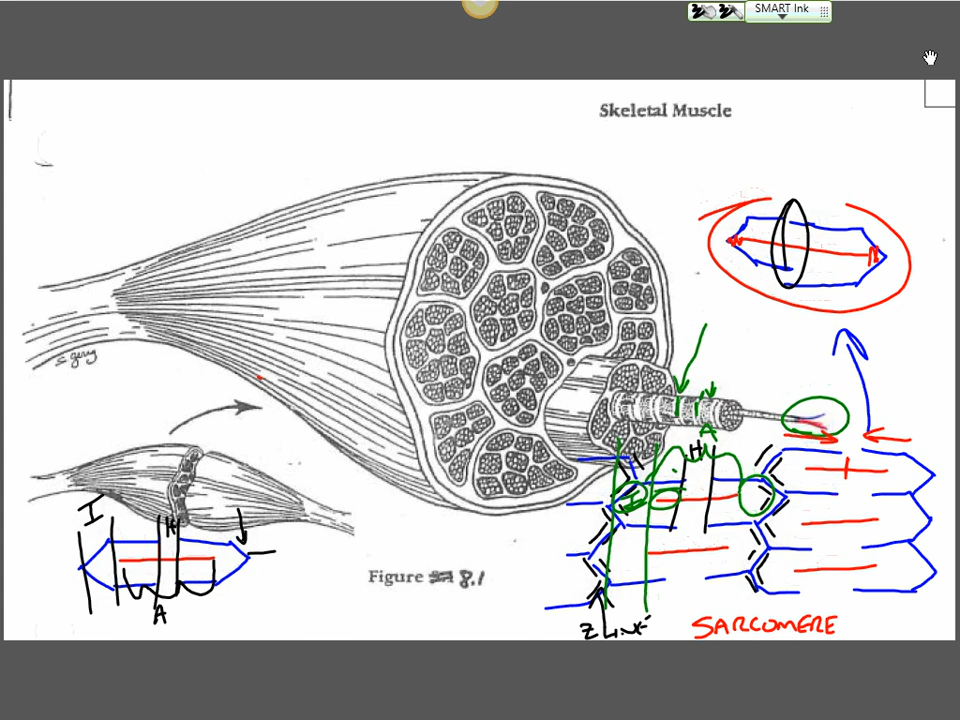 SMART Ink
Skeletal Muscle
A
H
I
I
H
A
Figure 8.1
Z LINE
SARCOMERE